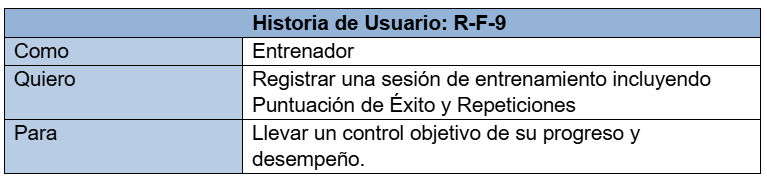 Historia de Usuario: R-F-9
Como Entrenador
Quiero Registrar una sesión de entrenamiento incluyendo
Puntuación de Éxito y Repeticiones
Para Llevar un control objetivo de su progreso y
desempeño.